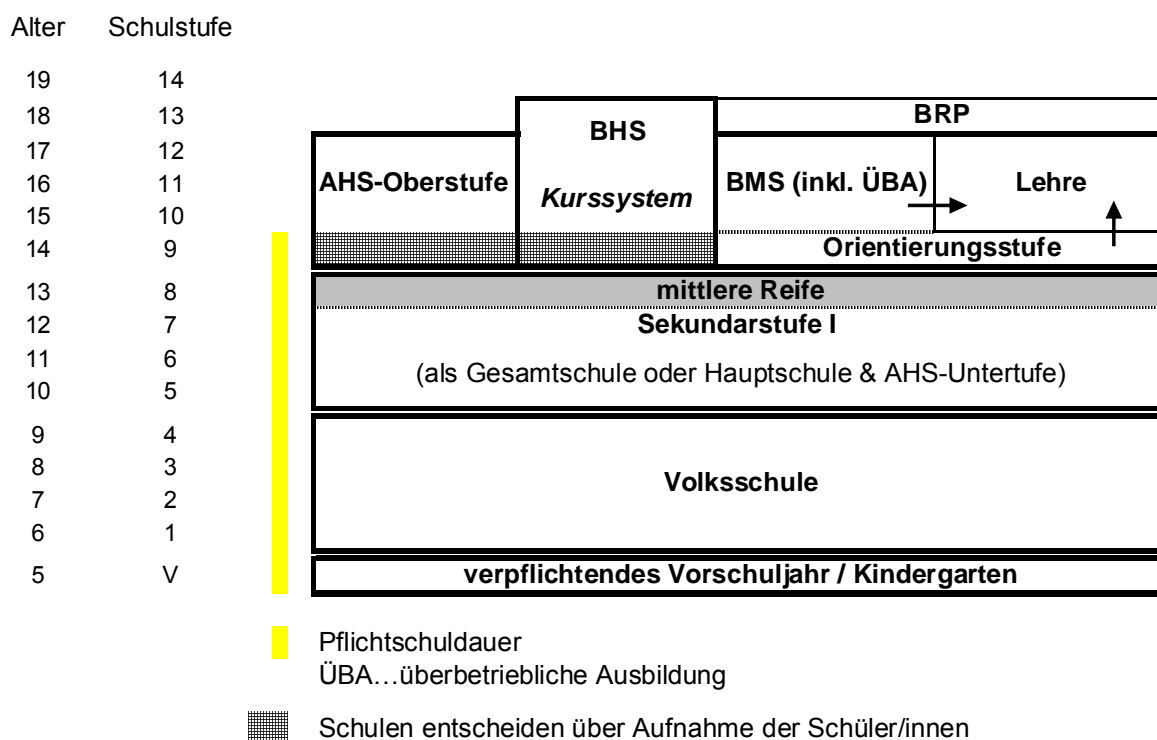 Alter Schulstufe
19 14
18 13 BHS BRP
17 12
16 11 AHS-Oberstufe Kurssystem BMS (inkl. ÜBA) Lehre
15 10
14 9 Orientierungsstufe
13 8 mittlere Reife
12 7 Sekundarstufe I
11 6 (als Gesamtschule oder Hauptschule & AHS-Untertufe)
10 5
9 4
8 3 Volksschule
7 2
6 1
5 V verpflichtendes Vorschuljahr / Kindergarten
Pflichtschuldauer
ÜBA…überbetriebliche Ausbildung
Schulen entscheiden über Aufnahme der Schüler/innen